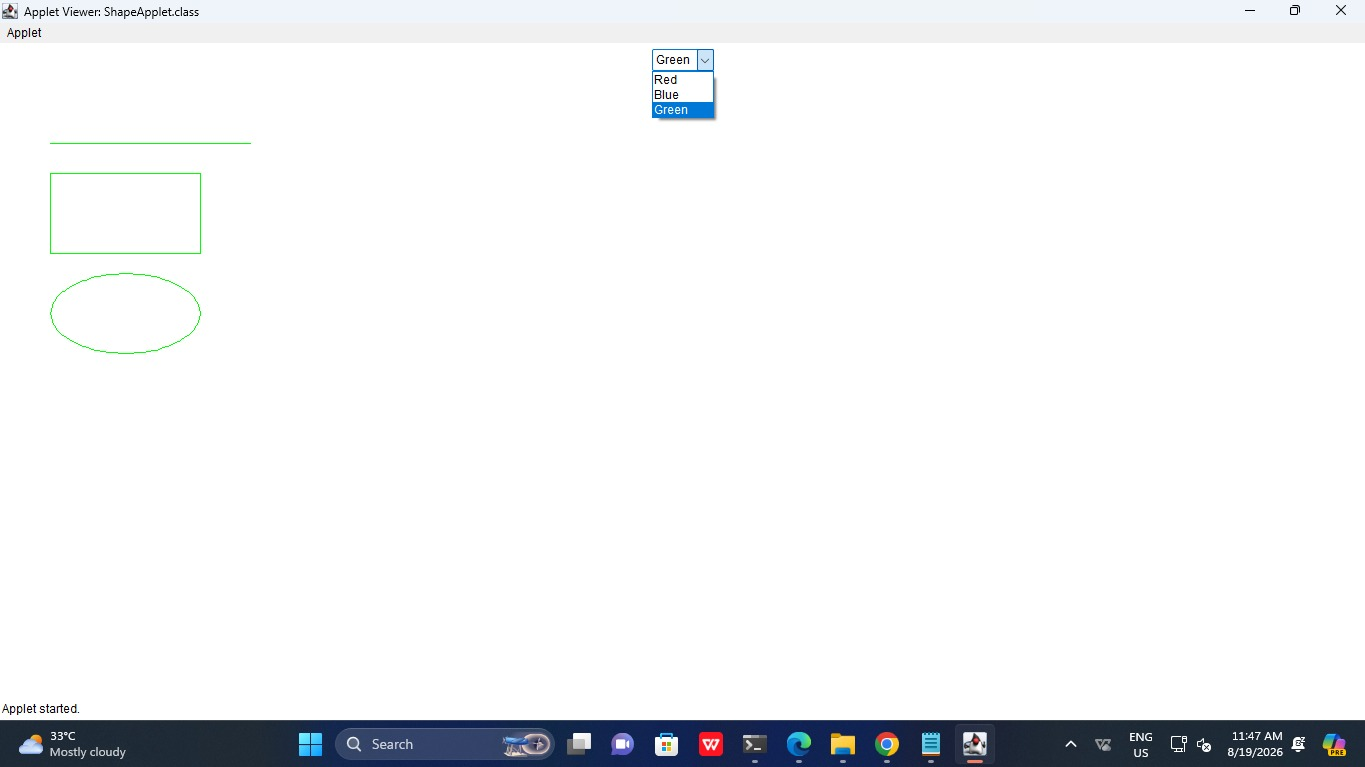 Applet Viewer: ShapeApplet.class
Applet
Green
Red
Blue
Green
Applet started.
33°C
Mostly cloudy
Search
W
ENG
US
11:47 AM
8/19/2026
PRE